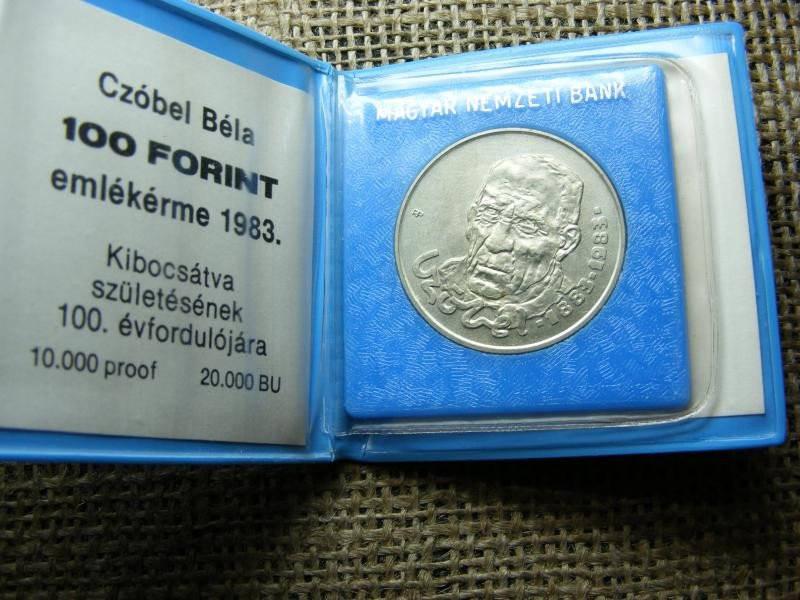 Czóbel Béla
100 FORINT
emlékérme 1983.
Kibocsátva
születésének
100. évfordulójára
10.000 proof 20.000 BU
MAGYAR NEMZETI BANK
Czóbel
1883-1983